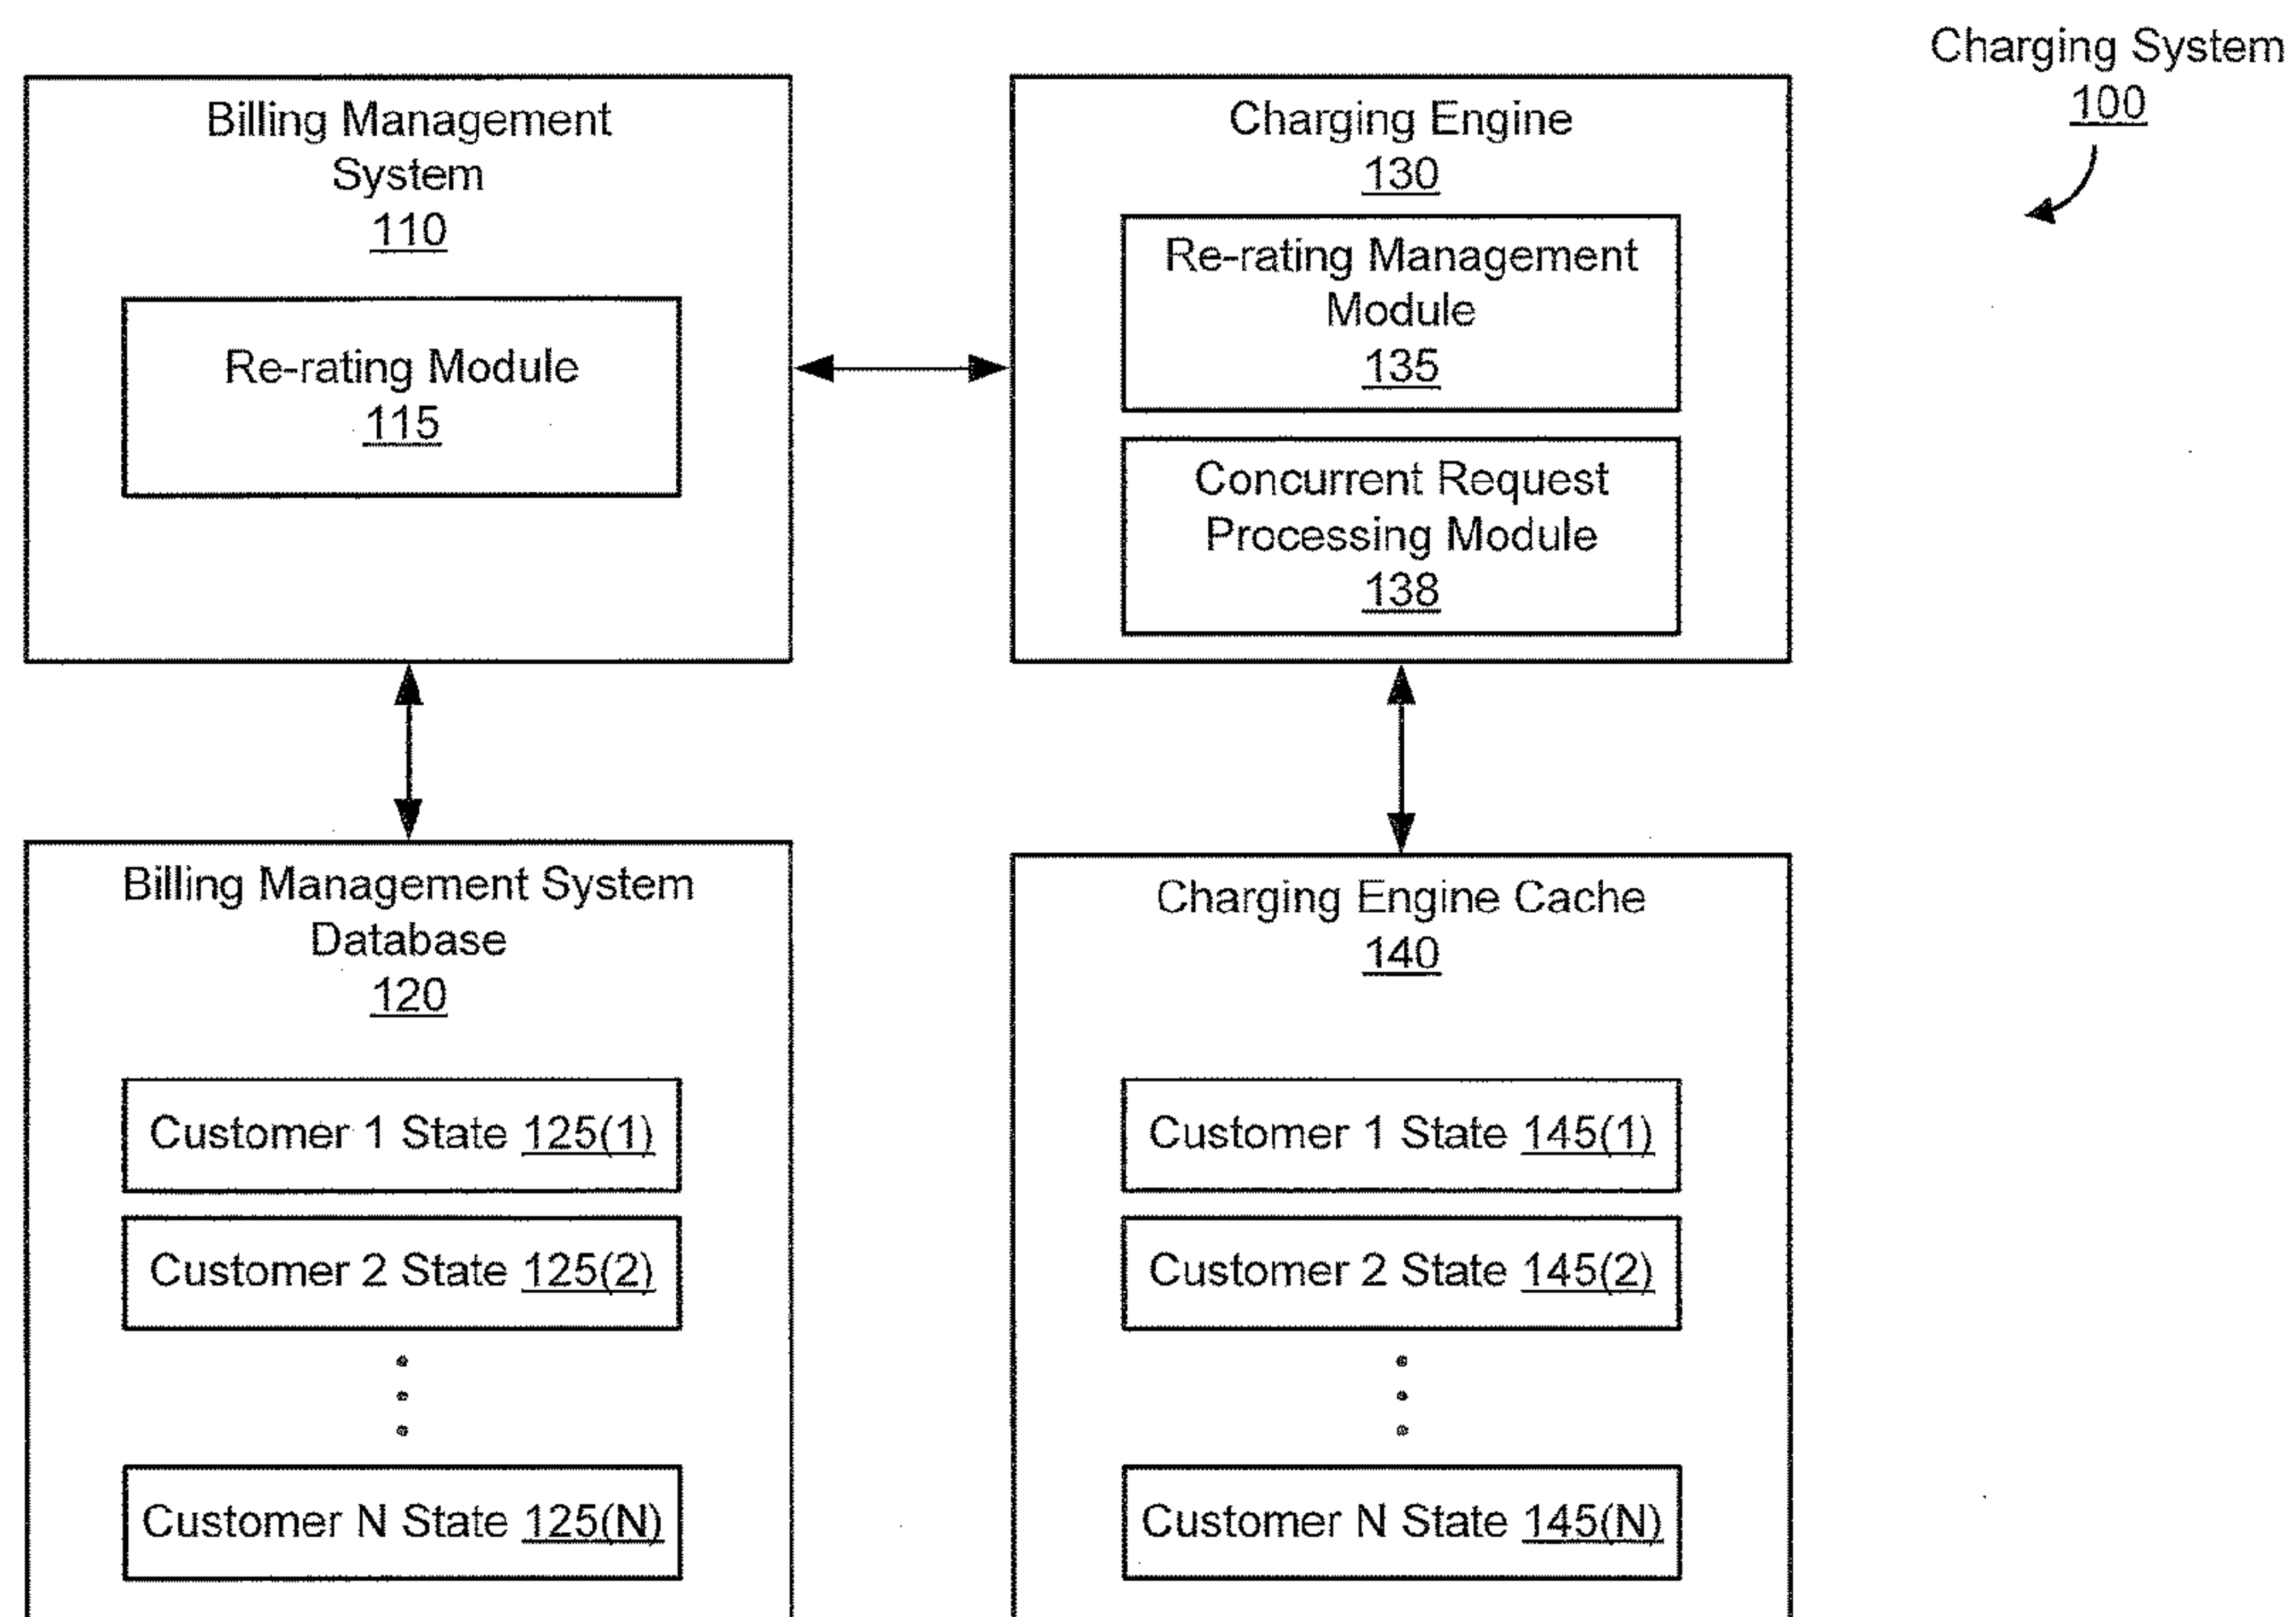 Charging System
100
Billing Management
System
110
Re-rating Module
115
Charging Engine
130
Re-rating Management
Module
135
Concurrent Request
Processing Module
138
Billing Management System
Database
120
Customer 1 State 125(1)
Customer 2 State 125(2)
Customer N State 125(N)
Charging Engine Cache
140
Customer 1 State 145(1)
Customer 2 State 145(2)
Customer N State 145(N)